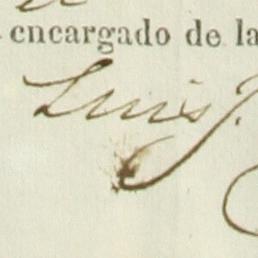 encargado de la
Luis J.